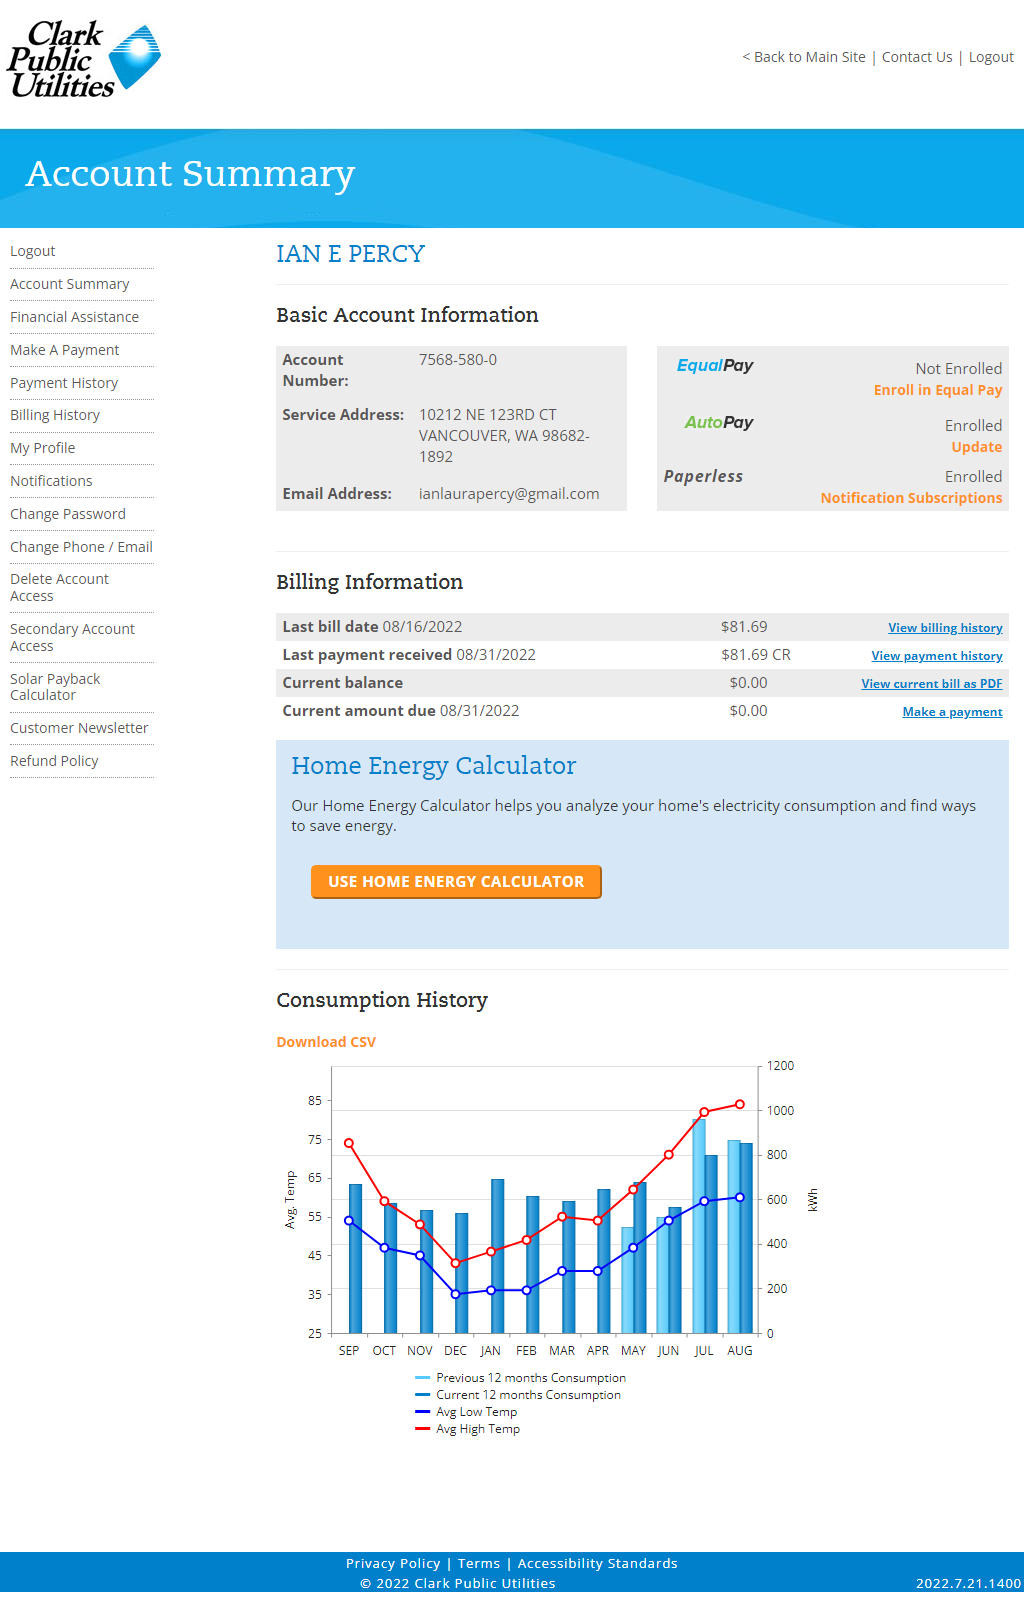 Clark
Public
Utilities
< Back to Main Site | Contact Us | Logout
Account Summary
Logout
Account Summary
Financial Assistance
Make A Payment
Payment History
Billing History
My Profile
Notifications
Change Password
Change Phone / Email
Delete Account
Access
Secondary Account
Access
Solar Payback
Calculator
Customer Newsletter
Refund Policy
IAN E PERCY
Basic Account Information
Account Number: 7568-580-0
Service Address: 10212 NE 123RD CT
VANCOUVER, WA 98682-
1892
Email Address: ianlaurapercy@gmail.com
EqualPay Not Enrolled
Enroll in Equal Pay
AutoPay Enrolled
Update
Paperless Enrolled
Notification Subscriptions
Billing Information
Last bill date 08/16/2022 $81.69 View billing history
Last payment received 08/31/2022 $81.69 CR View payment history
Current balance $0.00 View current bill as PDF
Current amount due 08/31/2022 $0.00 Make a payment
Home Energy Calculator
Our Home Energy Calculator helps you analyze your home's electricity consumption and find ways
to save energy.
USE HOME ENERGY CALCULATOR
Consumption History
Download CSV
Avg. Temp
85
75
65
55
45
35
25
1200
1000
800
600
400
200
0
kWh
SEP OCT NOV DEC JAN FEB MAR APR MAY JUN JUL AUG
Previous 12 months Consumption
Current 12 months Consumption
Avg Low Temp
Avg High Temp
Privacy Policy | Terms | Accessibility Standards
© 2022 Clark Public Utilities 2022.7.21.1400